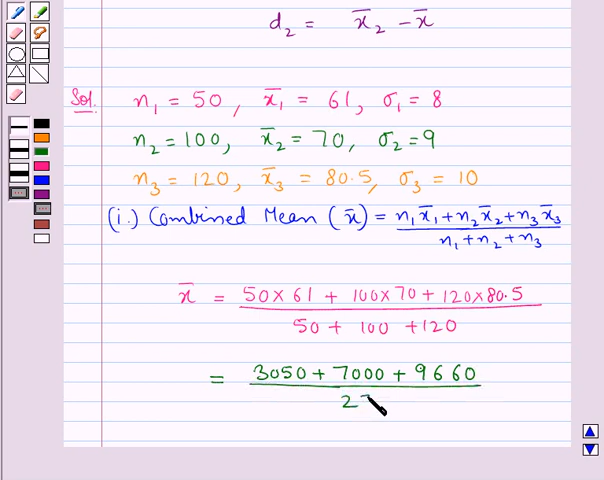 d₂ = x̄₂ - x̄
Sol. n₁ = 50, x̄₁ = 61, σ₁ = 8
n₂ = 100, x̄₂ = 70, σ₂ = 9
n₃ = 120, x̄₃ = 80.5, σ₃ = 10
(i.) Combined Mean (x̄) = n₁x̄₁ + n₂x̄₂ + n₃x̄₃
n₁ + n₂ + n₃
x̄ = 50×61 + 100×70 + 120×80.5
50 + 100 + 120
= 3050 + 7000 + 9660
2